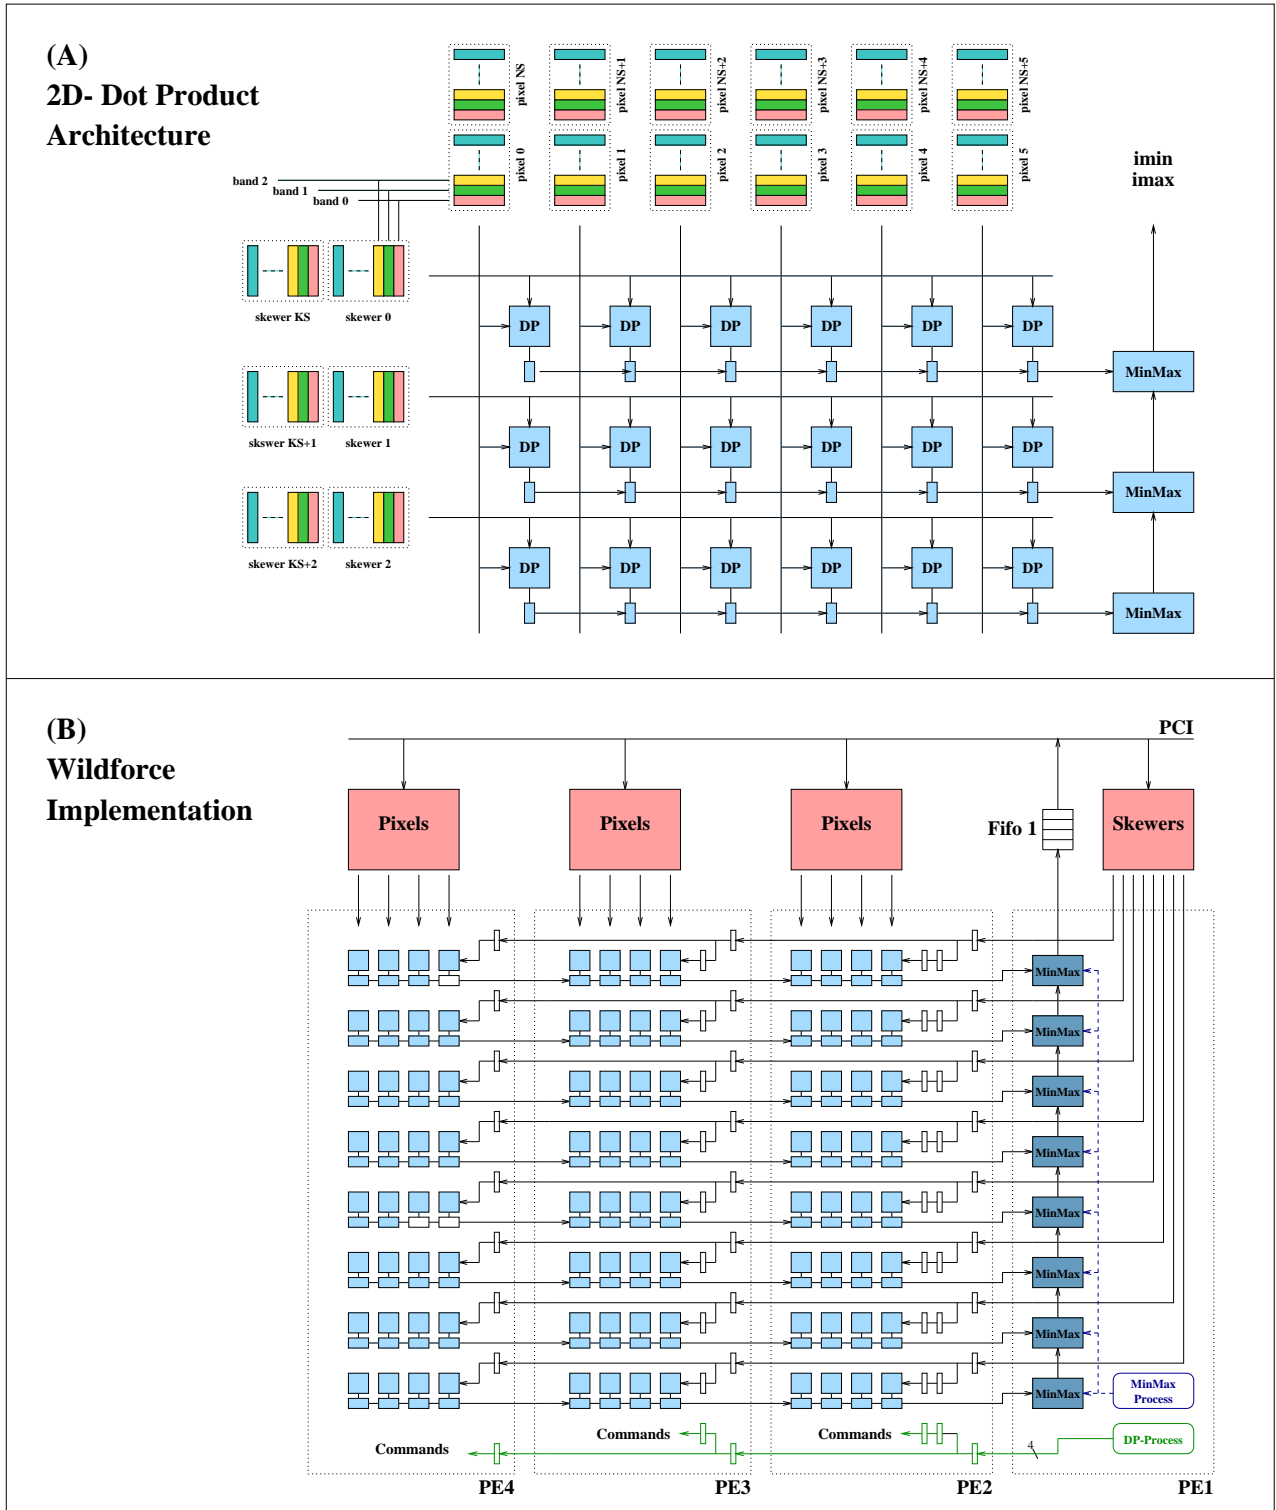 (A)
2D- Dot Product
Architecture
pixel NS
pixel NS+1
pixel NS+2
pixel NS+3
pixel NS+4
pixel NS+5
pixel 0
pixel 1
pixel 2
pixel 3
pixel 4
pixel 5
band 2
band 1
band 0
imin
imax
skewer KS
skewer 0
DP DP DP DP DP DP
MinMax
skswer KS+1
skewer 1
DP DP DP DP DP DP
MinMax
skewer KS+2
skewer 2
DP DP DP DP DP DP
MinMax
(B)
Wildforce
Implementation
PCI
Pixels
Pixels
Pixels
Fifo 1
Skewers
MinMax
MinMax
MinMax
MinMax
MinMax
MinMax
MinMax
MinMax
MinMax
Process
Commands
Commands
Commands
4
DP-Process
PE4
PE3
PE2
PE1